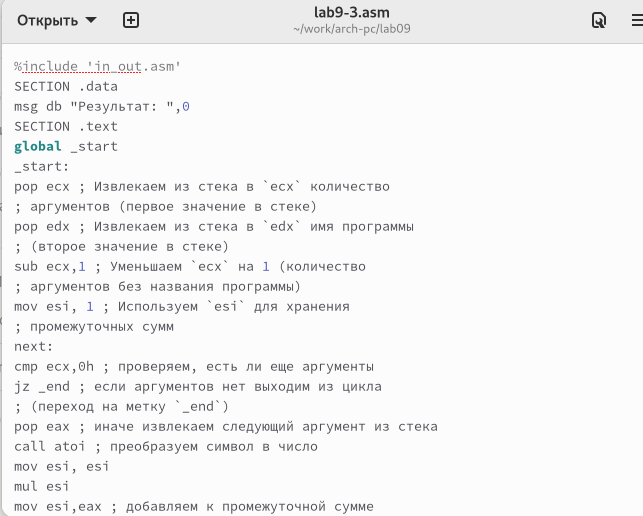 Открыть
lab9-3.asm
~/work/arch-pc/lab09
%include 'in_out.asm'
SECTION .data
msg db "Результат: ",0
SECTION .text
global _start
_start:
pop ecx ; Извлекаем из стека в `ecx` количество
; аргументов (первое значение в стеке)
pop edx ; Извлекаем из стека в `edx` имя программы
; (второе значение в стеке)
sub ecx,1 ; Уменьшаем `ecx` на 1 (количество
; аргументов без названия программы)
mov esi, 1 ; Используем `esi` для хранения
; промежуточных сумм
next:
cmp ecx,0h ; проверяем, есть ли еще аргументы
jz _end ; если аргументов нет выходим из цикла
; (переход на метку `_end`)
pop eax ; иначе извлекаем следующий аргумент из стека
call atoi ; преобразуем символ в число
mov esi, esi
mul esi
mov esi,eax ; добавляем к промежуточной сумме